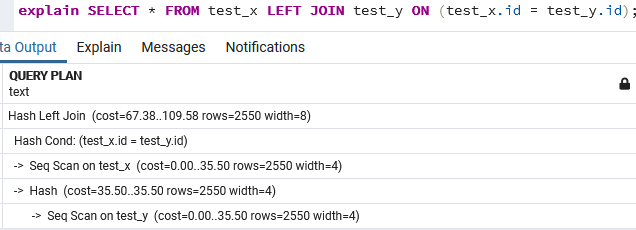 explain SELECT * FROM test_x LEFT JOIN test_y ON (test_x.id = test_y.id);
ta Output Explain Messages Notifications
QUERY PLAN
text
Hash Left Join (cost=67.38..109.58 rows=2550 width=8)
Hash Cond: (test_x.id = test_y.id)
-> Seq Scan on test_x (cost=0.00..35.50 rows=2550 width=4)
-> Hash (cost=35.50..35.50 rows=2550 width=4)
-> Seq Scan on test_y (cost=0.00..35.50 rows=2550 width=4)